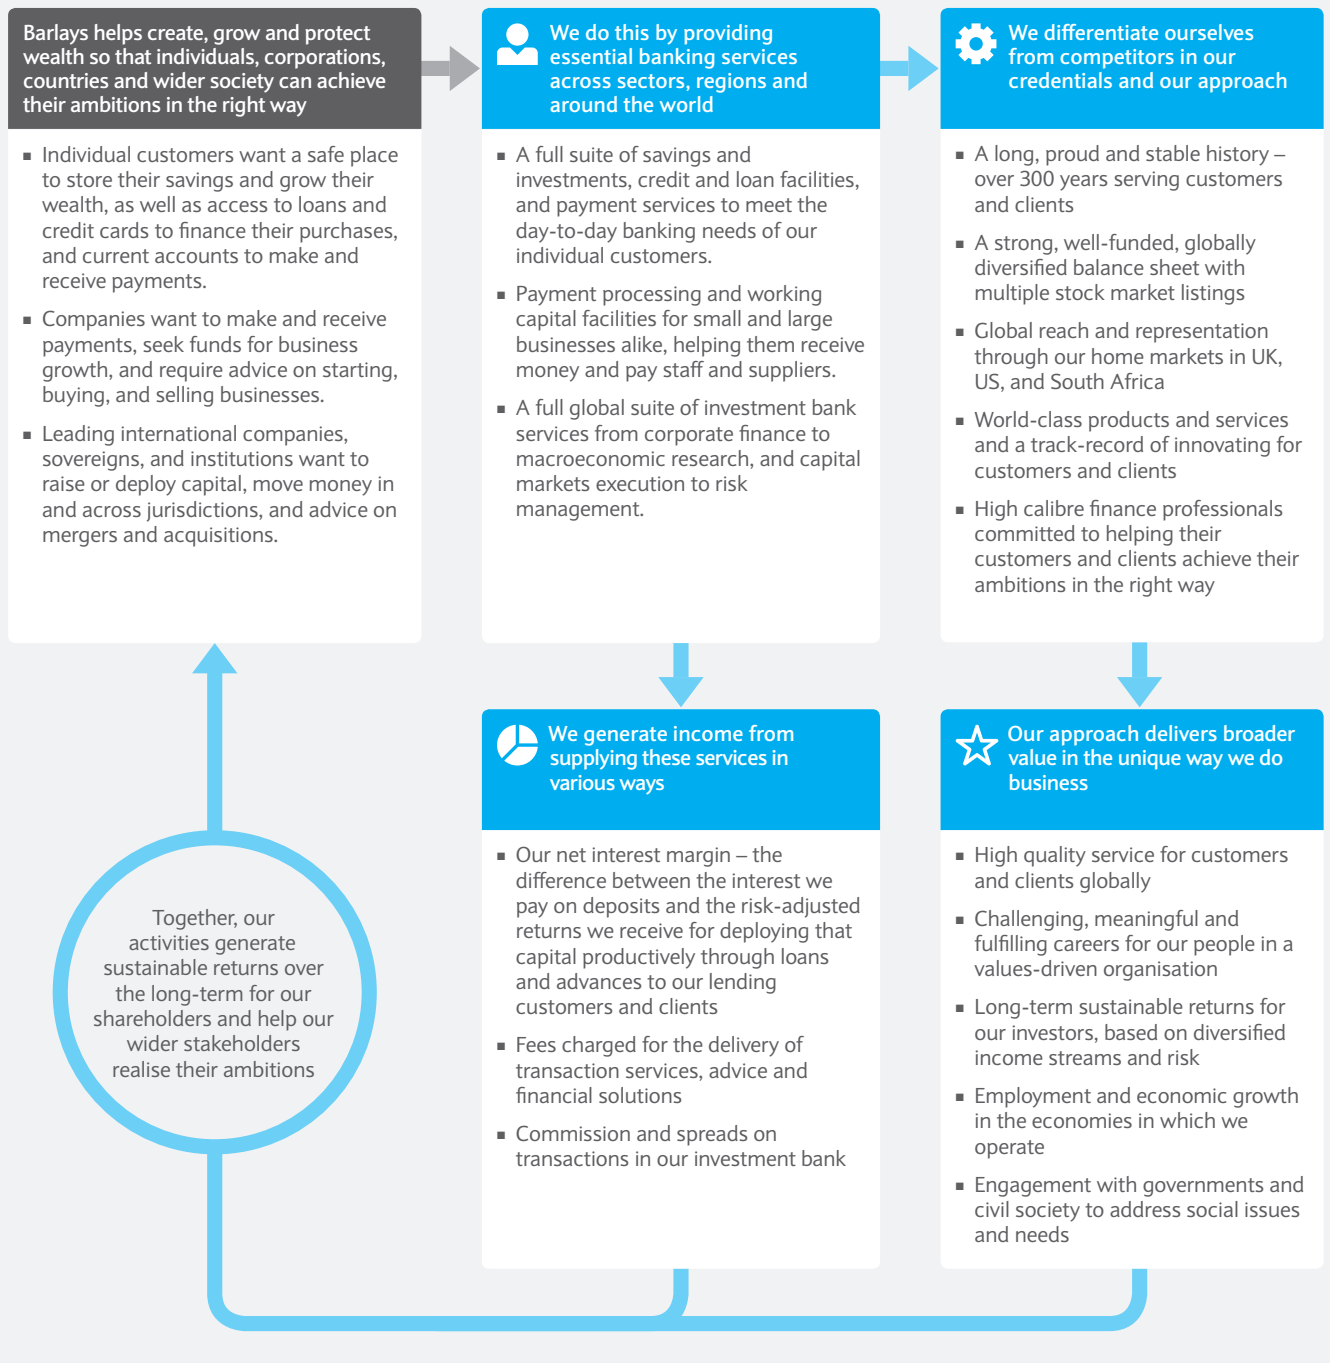 Barlays helps create, grow and protect
wealth so that individuals, corporations,
countries and wider society can achieve
their ambitions in the right way
▪ Individual customers want a safe place
to store their savings and grow their
wealth, as well as access to loans and
credit cards to finance their purchases,
and current accounts to make and
receive payments.
▪ Companies want to make and receive
payments, seek funds for business
growth, and require advice on starting,
buying, and selling businesses.
▪ Leading international companies,
sovereigns, and institutions want to
raise or deploy capital, move money in
and across jurisdictions, and advice on
mergers and acquisitions.
We do this by providing
essential banking services
across sectors, regions and
around the world
▪ A full suite of savings and
investments, credit and loan facilities,
and payment services to meet the
day-to-day banking needs of our
individual customers.
▪ Payment processing and working
capital facilities for small and large
businesses alike, helping them receive
money and pay staff and suppliers.
▪ A full global suite of investment bank
services from corporate finance to
macroeconomic research, and capital
markets execution to risk
management.
We differentiate ourselves
from competitors in our
credentials and our approach
▪ A long, proud and stable history –
over 300 years serving customers
and clients
▪ A strong, well-funded, globally
diversified balance sheet with
multiple stock market listings
▪ Global reach and representation
through our home markets in UK,
US, and South Africa
▪ World-class products and services
and a track-record of innovating for
customers and clients
▪ High calibre finance professionals
committed to helping their
customers and clients achieve their
ambitions in the right way
We generate income from
supplying these services in
various ways
▪ Our net interest margin – the
difference between the interest we
pay on deposits and the risk-adjusted
returns we receive for deploying that
capital productively through loans
and advances to our lending
customers and clients
▪ Fees charged for the delivery of
transaction services, advice and
financial solutions
▪ Commission and spreads on
transactions in our investment bank
Our approach delivers broader
value in the unique way we do
business
▪ High quality service for customers
and clients globally
▪ Challenging, meaningful and
fulfilling careers for our people in a
values-driven organisation
▪ Long-term sustainable returns for
our investors, based on diversified
income streams and risk
▪ Employment and economic growth
in the economies in which we
operate
▪ Engagement with governments and
civil society to address social issues
and needs
Together, our
activities generate
sustainable returns over
the long-term for our
shareholders and help our
wider stakeholders
realise their ambitions